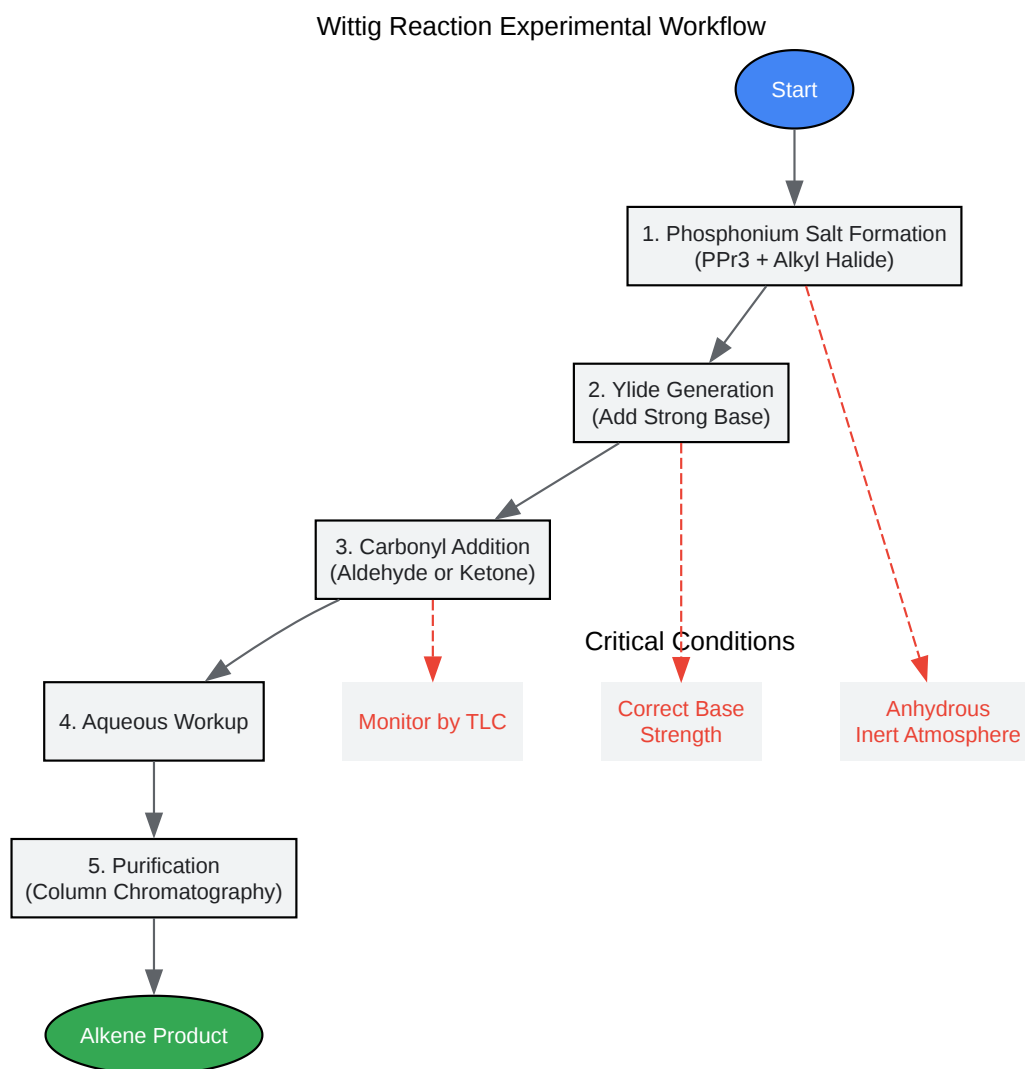 Wittig Reaction Experimental Workflow
Start
1. Phosphonium Salt Formation
(PPr3 + Alkyl Halide)
2. Ylide Generation
(Add Strong Base)
3. Carbonyl Addition
(Aldehyde or Ketone)
Critical Conditions
4. Aqueous Workup
Monitor by TLC
Correct Base
Strength
Anhydrous
Inert Atmosphere
5. Purification
(Column Chromatography)
Alkene Product